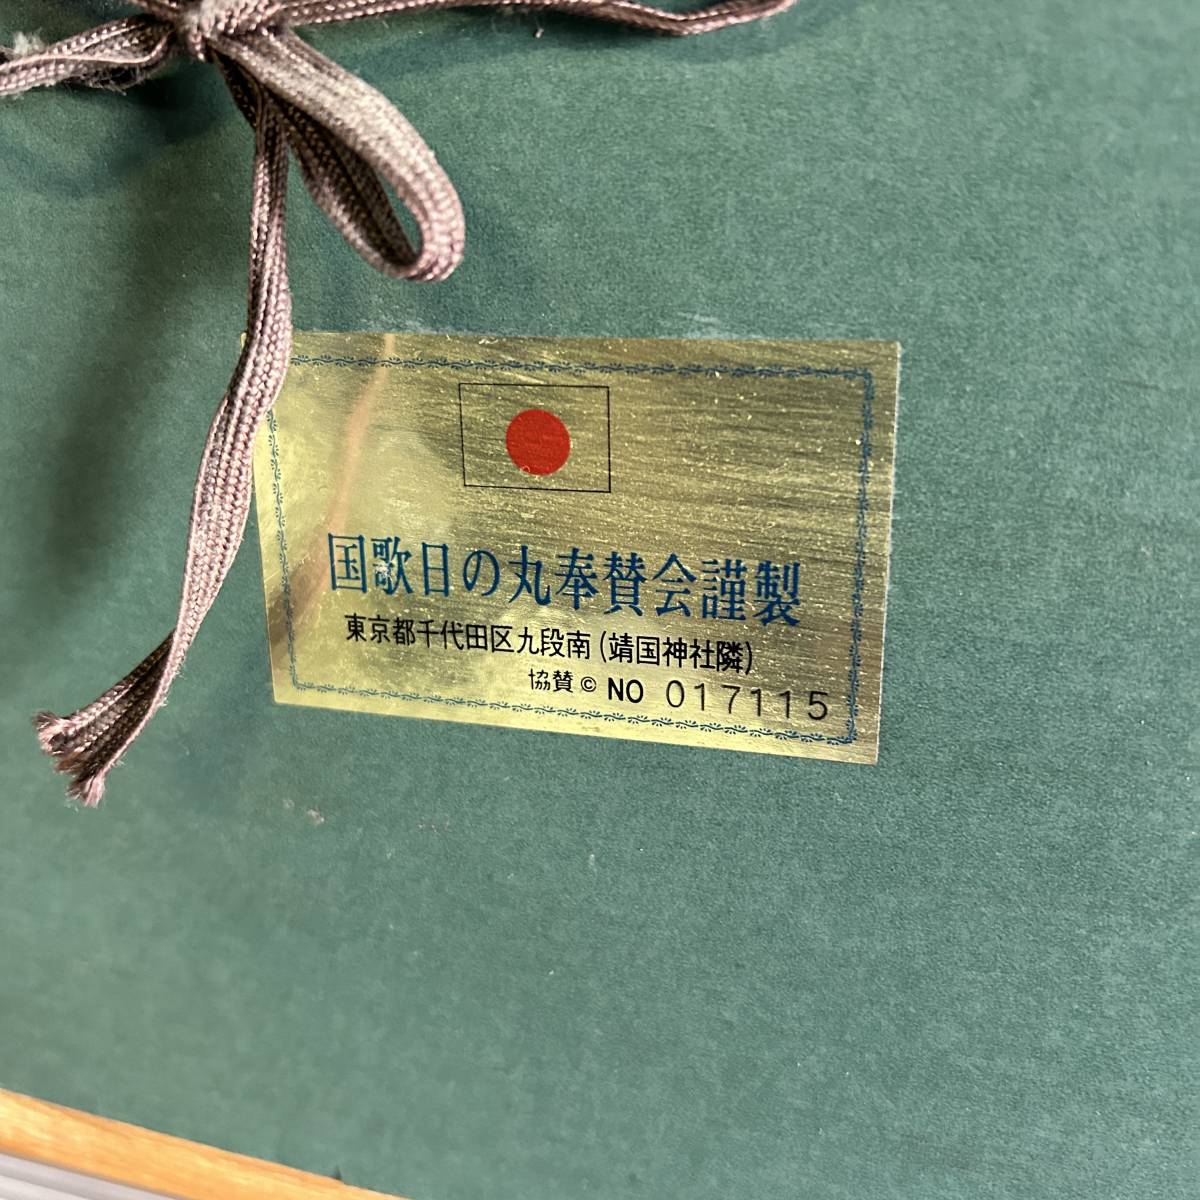 国歌日の丸奉賛会謹製
東京都千代田区九段南(靖国神社隣)
協賛 © NO 017115